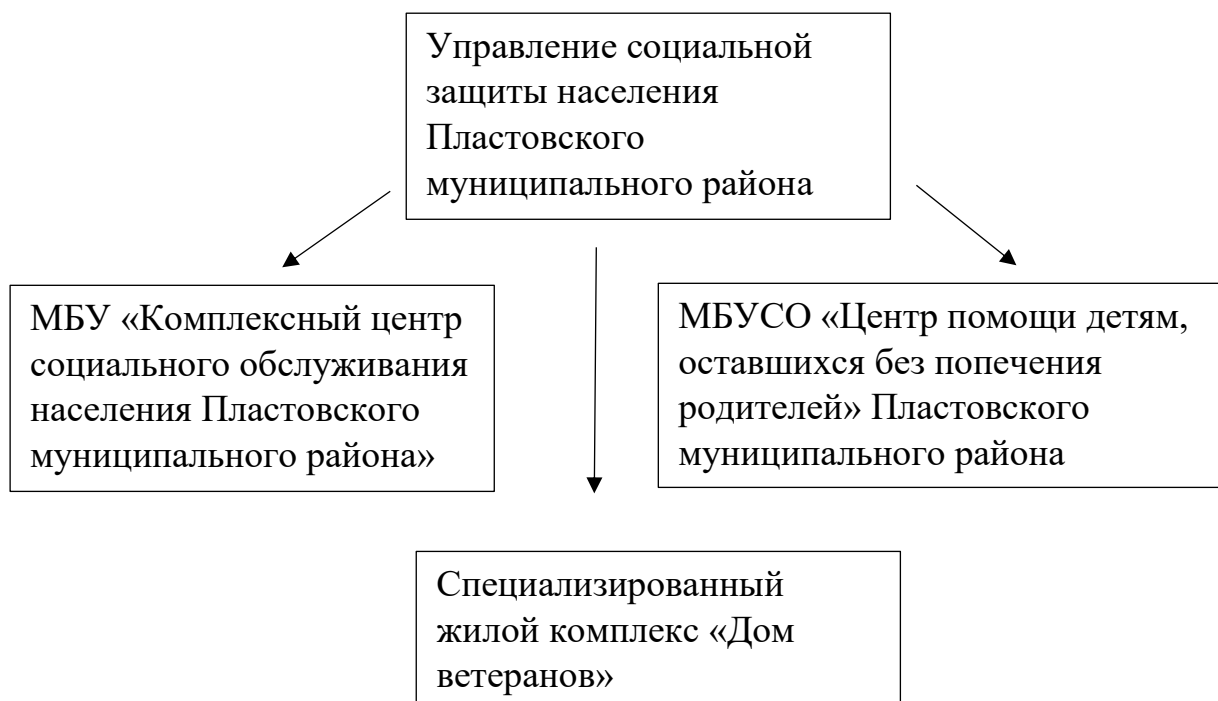 Управление социальной
защиты населения
Пластовского
муниципального района
МБУ «Комплексный центр
социального обслуживания
населения Пластовского
муниципального района»
МБУСО «Центр помощи детям,
оставшихся без попечения
родителей» Пластовского
муниципального района
Специализированный
жилой комплекс «Дом
ветеранов»